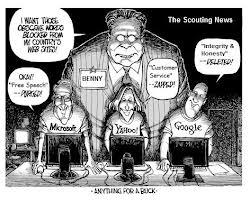 I WANT THOSE
OBSCENE WORDS
BLOCKED FROM
MY COUNTRY'S
WEB SITES!
The Scouting News
BENNY
"Integrity &
Honesty"
--DELETED!
"Customer
Service"
--ZAPPED!
OKAY!
"Free Speech"
--PURGED!
Microsoft
YAHOO!
Google
-ANYTHING FOR A BUCK-